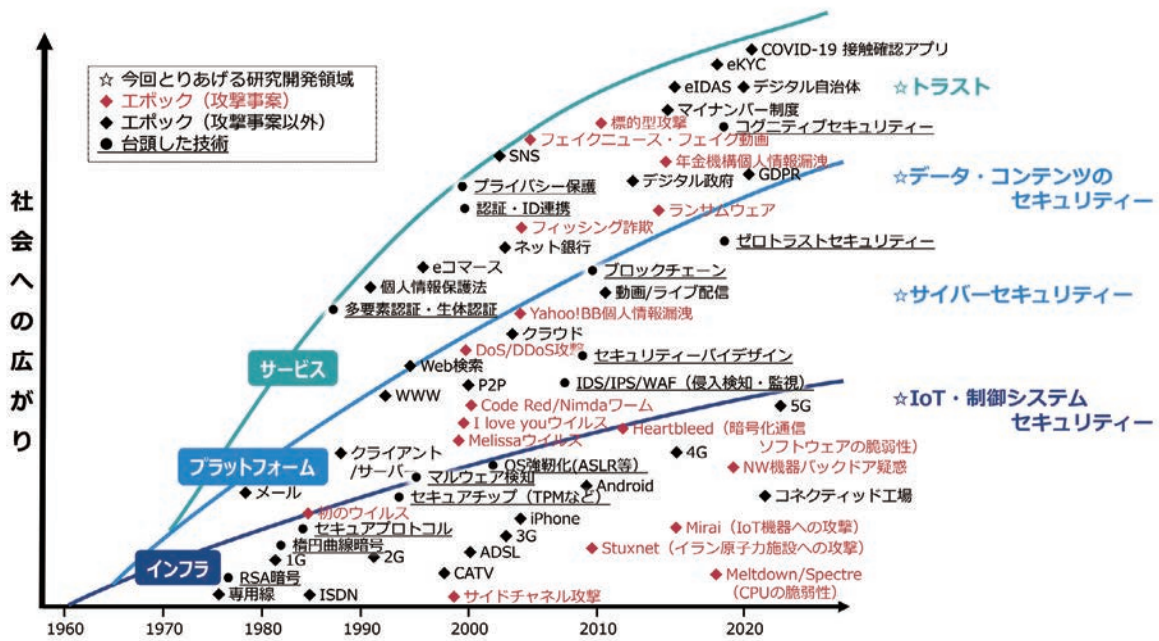 社会への広がり
☆ 今回とりあげる研究開発領域
◆ エポック（攻撃事案）
◆ エポック（攻撃事案以外）
● 台頭した技術
COVID-19 接触確認アプリ
eKYC
eIDAS
デジタル自治体
☆トラスト
マイナンバー制度
標的型攻撃
コグニティブセキュリティー
フェイクニュース・フェイク動画
SNS
年金機構個人情報漏洩
GDPR
デジタル政府
☆データ・コンテンツの
セキュリティー
プライバシー保護
認証・ID連携
ランサムウェア
フィッシング詐欺
ネット銀行
ゼロトラストセキュリティー
eコマース
ブロックチェーン
個人情報保護法
動画/ライブ配信
☆サイバーセキュリティー
多要素認証・生体認証
Yahoo!BB個人情報漏洩
クラウド
DoS/DDoS攻撃
セキュリティーバイデザイン
サービス
Web検索
P2P
IDS/IPS/WAF（侵入検知・監視）
WWW
Code Red/Nimdaワーム
5G
☆IoT・制御システム
セキュリティー
I love youウイルス
Heartbleed（暗号化通信
ソフトウェアの脆弱性）
Melissaウイルス
クライアント
/サーバー
4G
プラットフォーム
OS強靭化(ASLR等）
NW機器バックドア疑惑
マルウェア検知
Android
メール
セキュアチップ（TPMなど）
コネクティッド工場
初のウイルス
iPhone
セキュアプロトコル
3G
Mirai（IoT機器への攻撃）
楕円曲線暗号
Stuxnet（イラン原子力施設への攻撃）
1G
2G
ADSL
インフラ
RSA暗号
CATV
Meltdown/Spectre
（CPUの脆弱性）
専用線
ISDN
サイドチャネル攻撃
1960 1970 1980 1990 2000 2010 2020